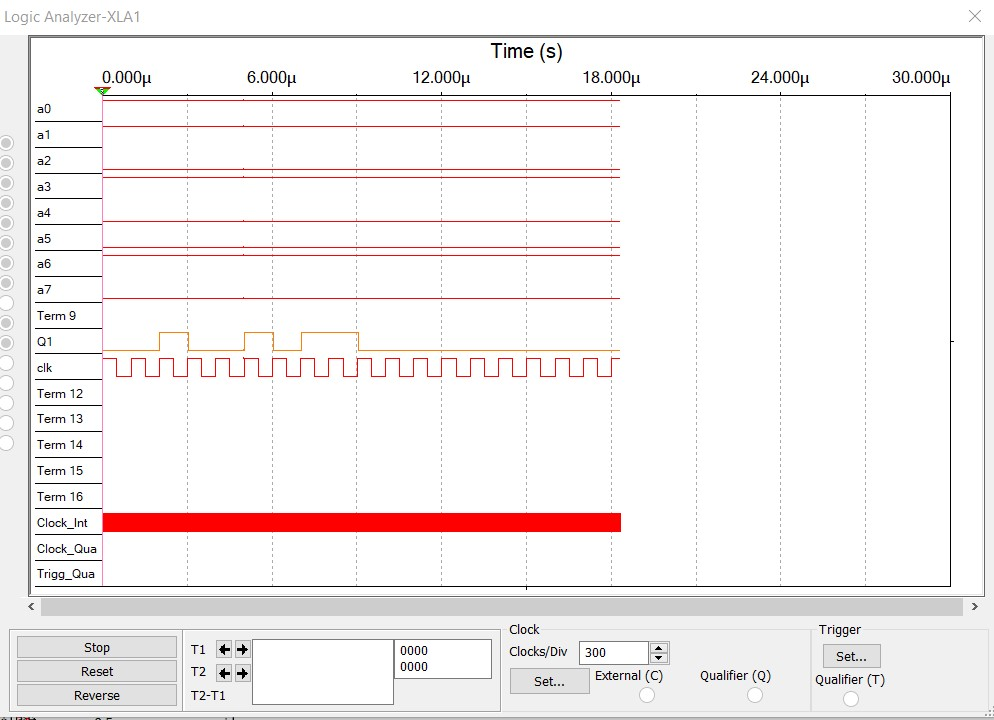 Logic Analyzer-XLA1
Time (s)
0.000µ 6.000µ 12.000µ 18.000µ 24.000µ 30.000µ
a0
a1
a2
a3
a4
a5
a6
a7
Term 9
Q1
clk
Term 12
Term 13
Term 14
Term 15
Term 16
Clock_Int
Clock_Qua
Trigg_Qua
Stop
Reset
Reverse
T1
T2
T2-T1
0000
0000
Clock
Clocks/Div 300
Set...
External (C)
Qualifier (Q)
Trigger
Set...
Qualifier (T)